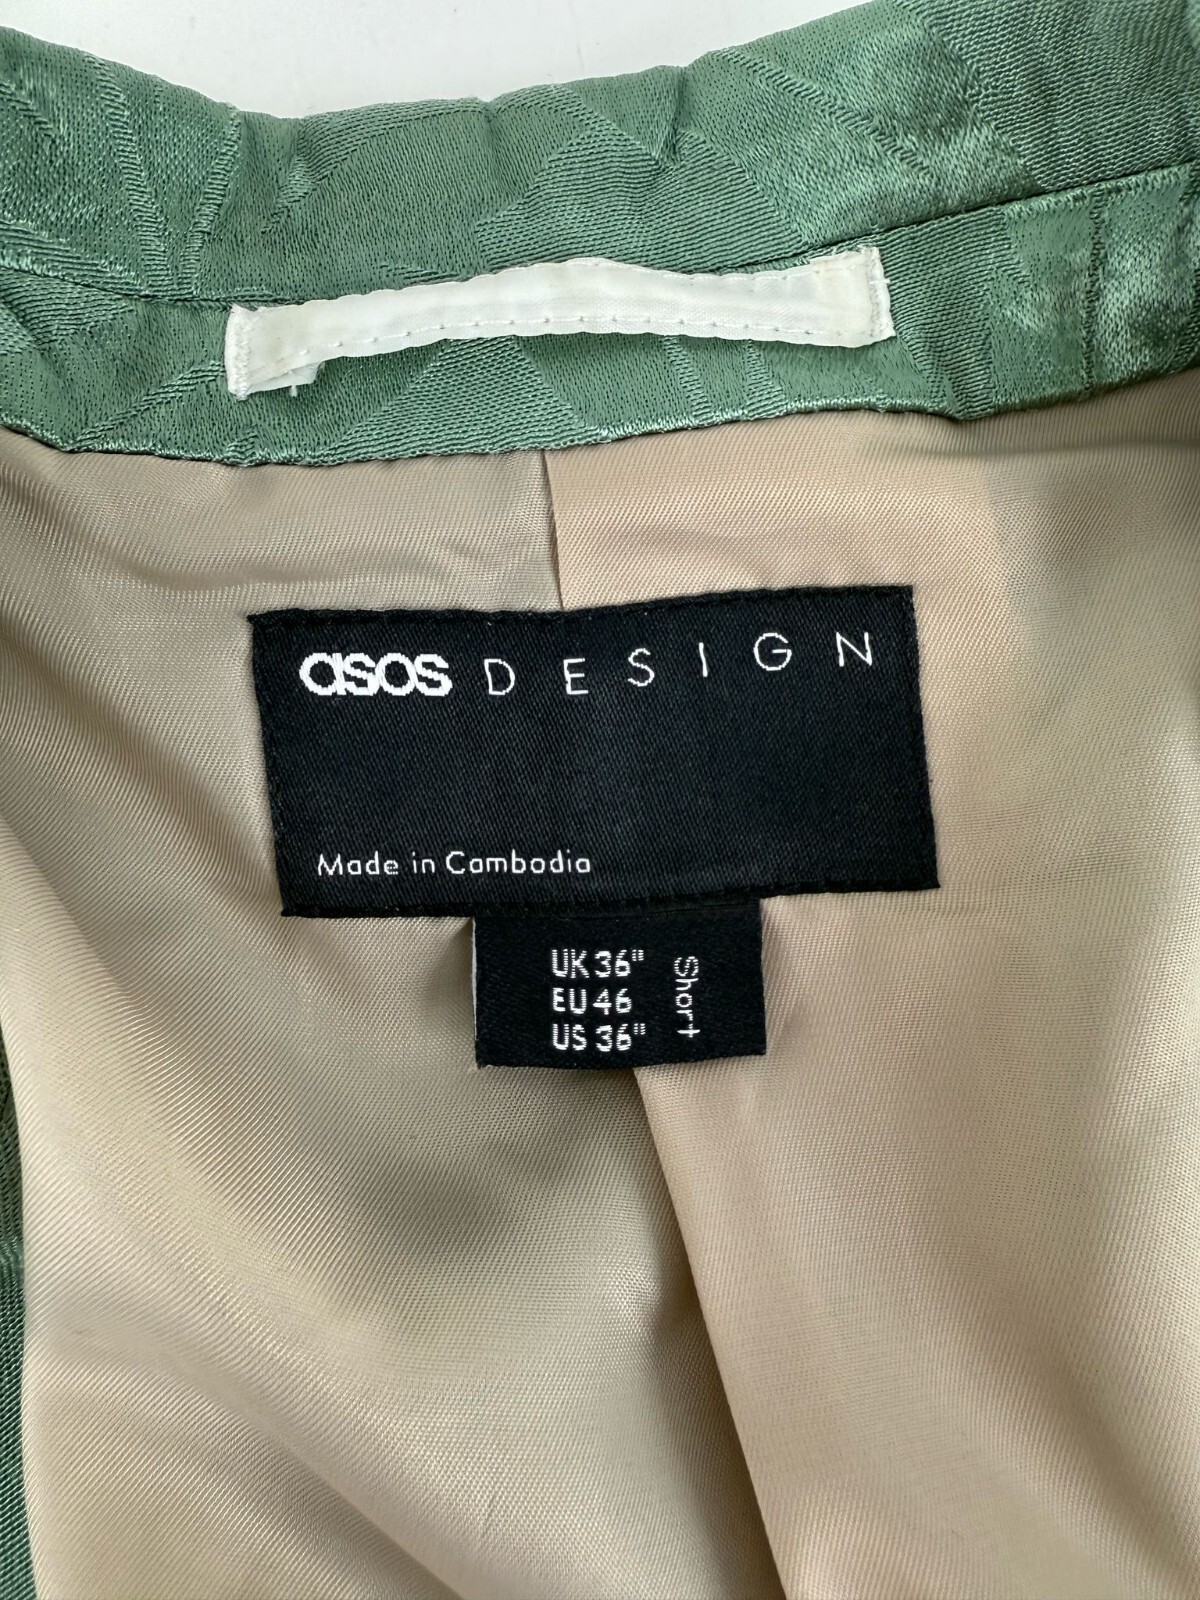 asos DESIGN
Made in Cambodia
UK 36"
EU 46
US 36"
Short